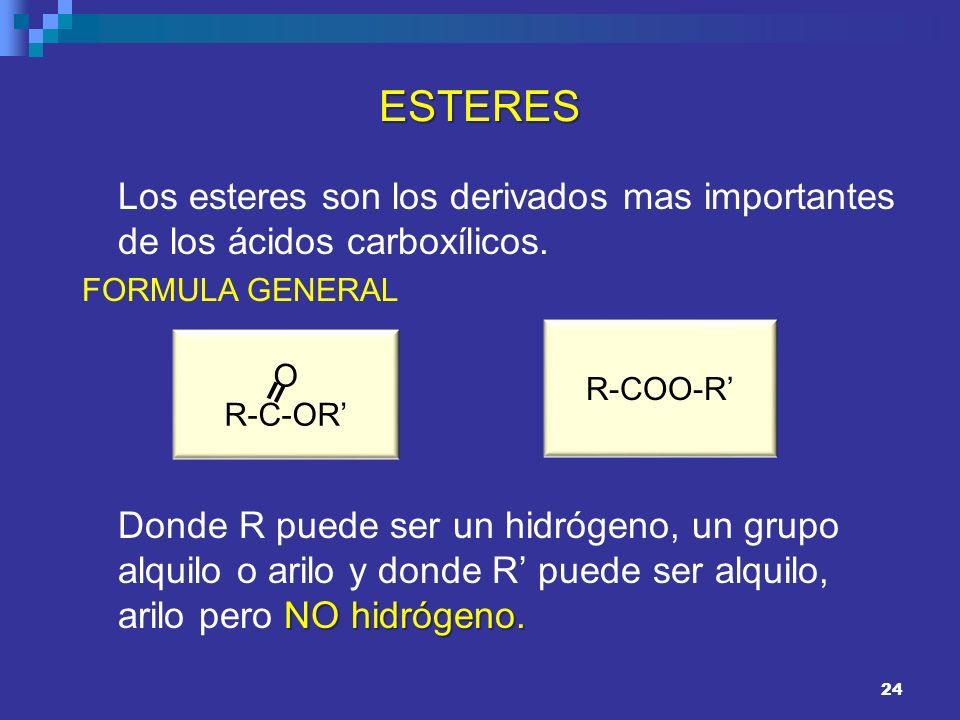 ESTERES
Los esteres son los derivados mas importantes
de los ácidos carboxílicos.
FORMULA GENERAL
O
R-C-OR’
R-COO-R’
Donde R puede ser un hidrógeno, un grupo
alquilo o arilo y donde R’ puede ser alquilo,
arilo pero NO hidrógeno.
24